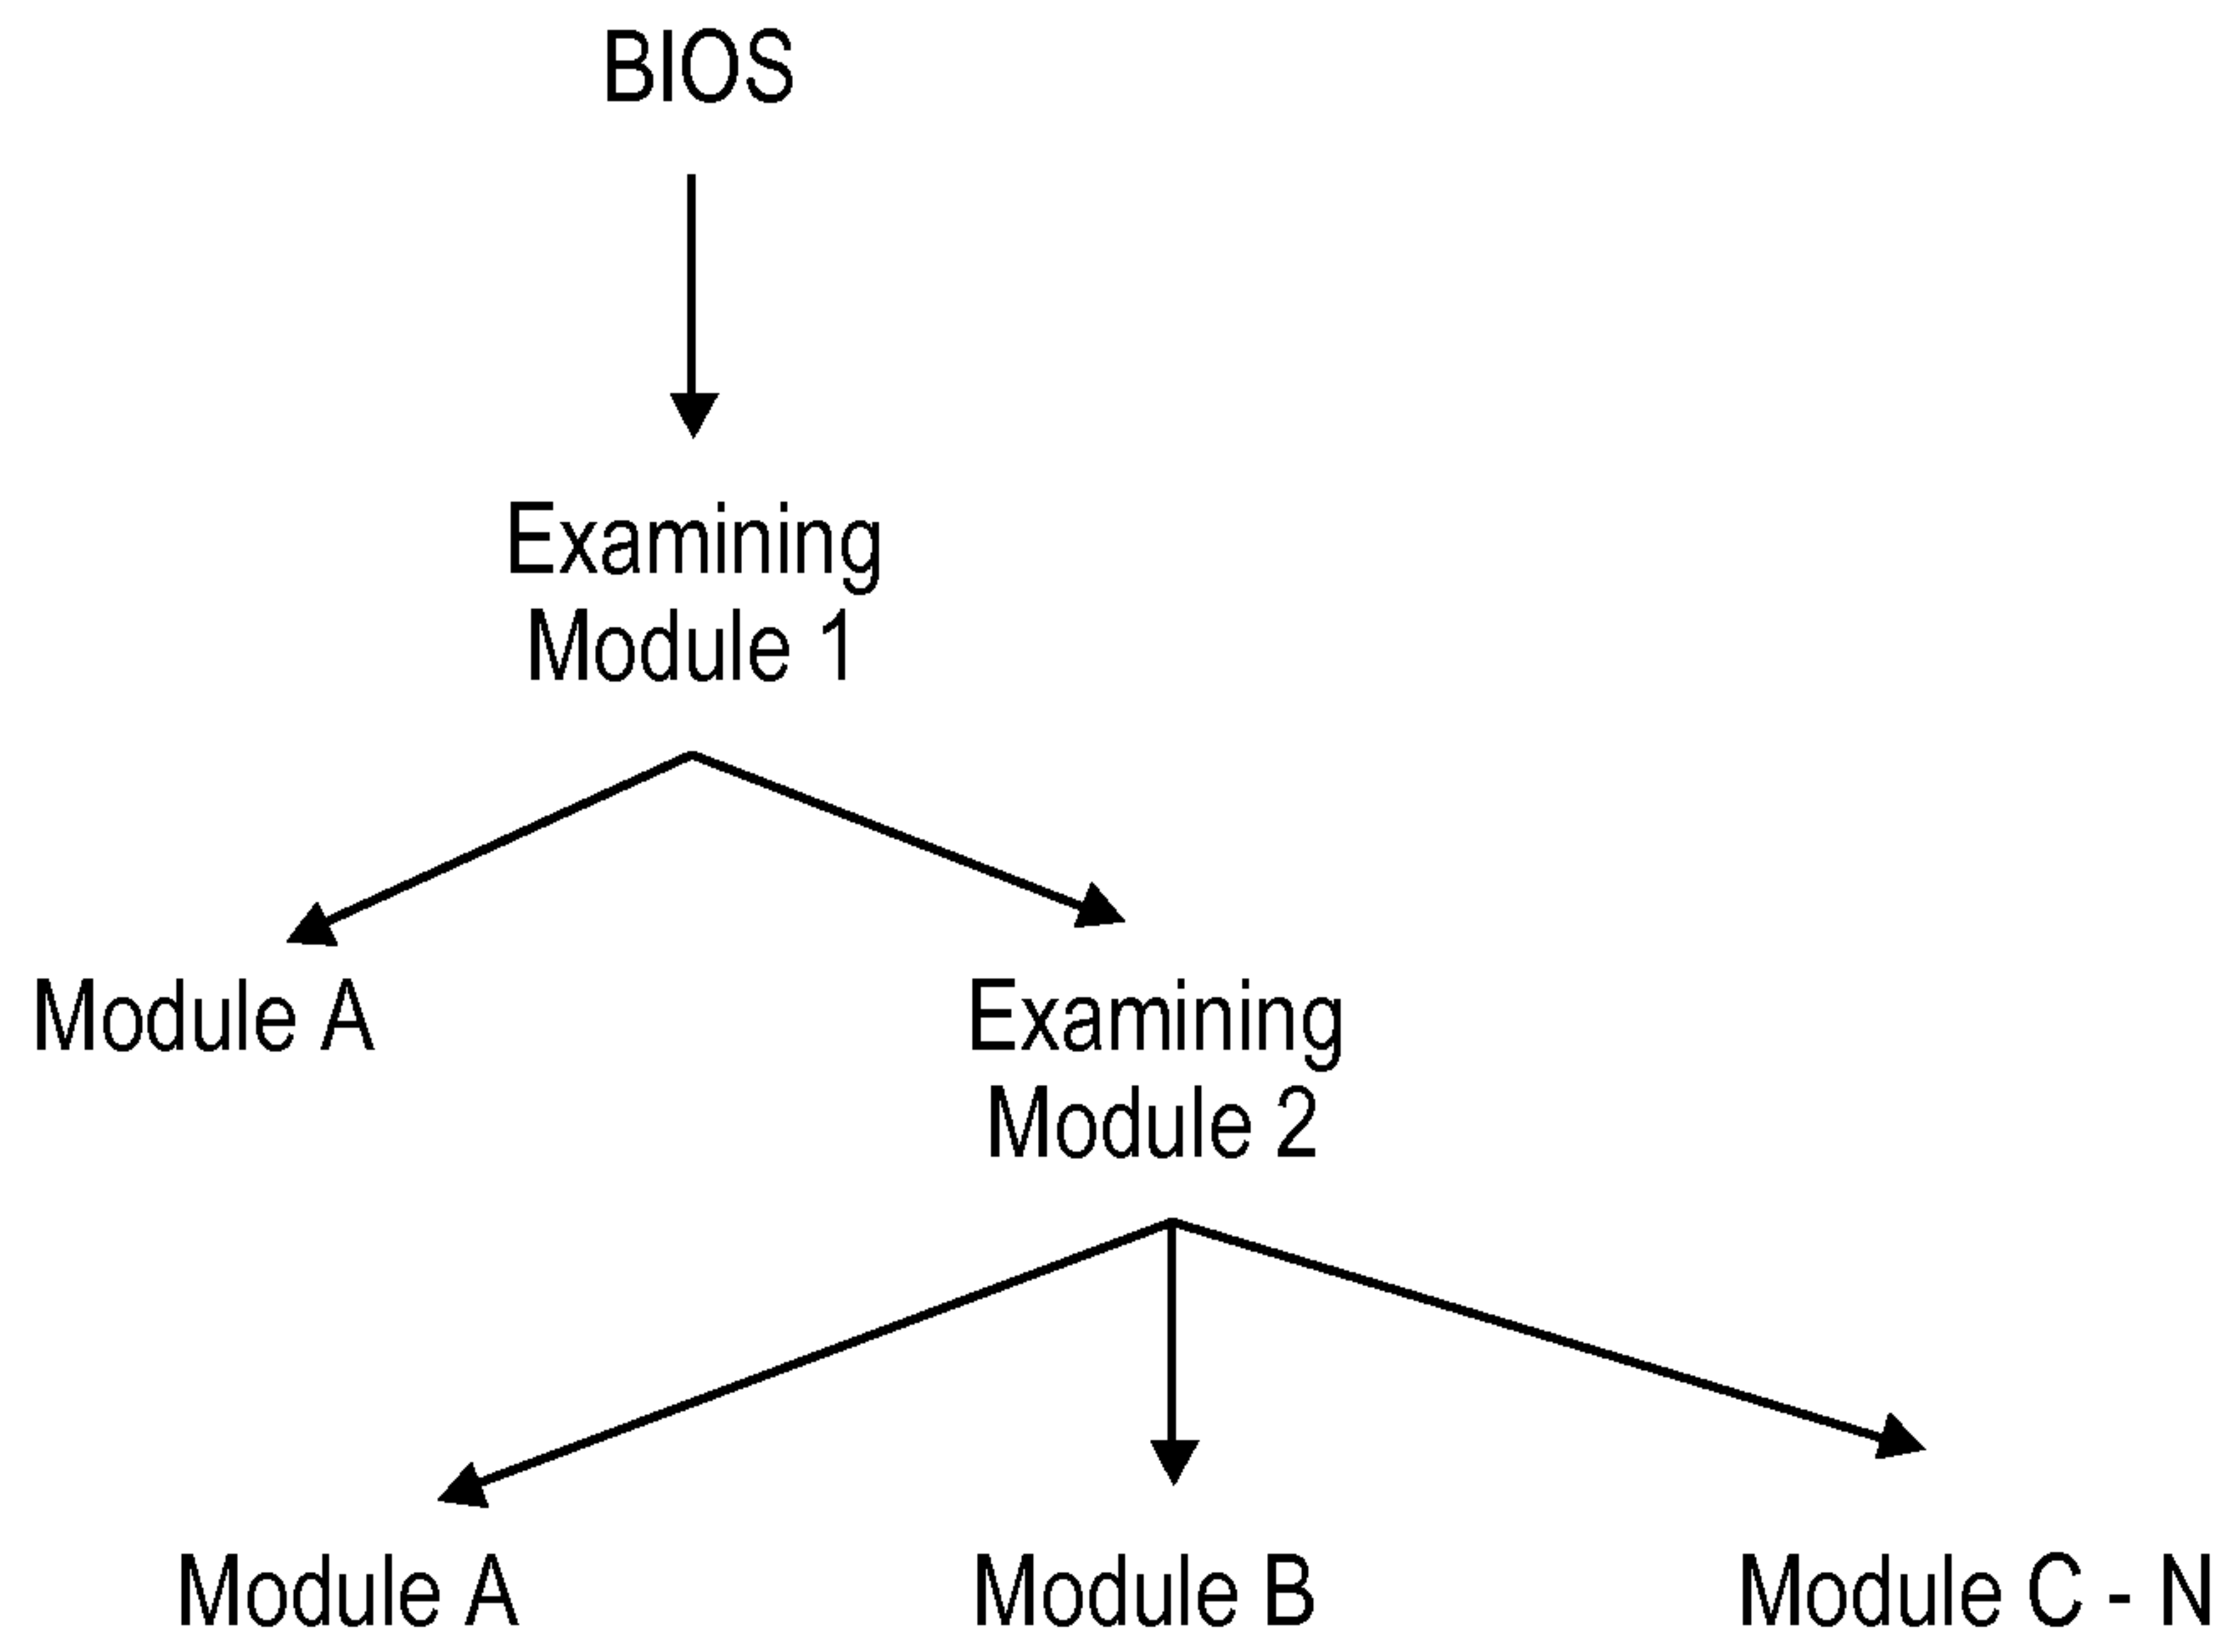 BIOS
Examining
Module 1
Module A
Examining
Module 2
Module A
Module B
Module C - N